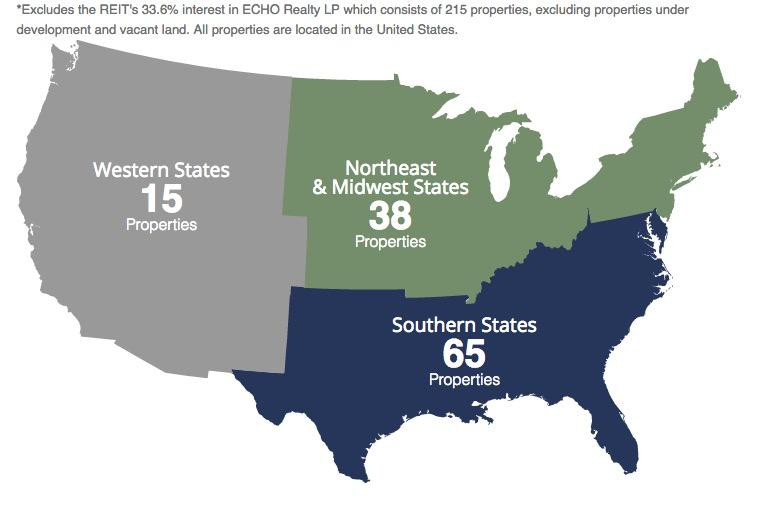 *Excludes the REIT's 33.6% interest in ECHO Realty LP which consists of 215 properties, excluding properties under
development and vacant land. All properties are located in the United States.
Western States
15
Properties
Northeast
& Midwest States
38
Properties
Southern States
65
Properties